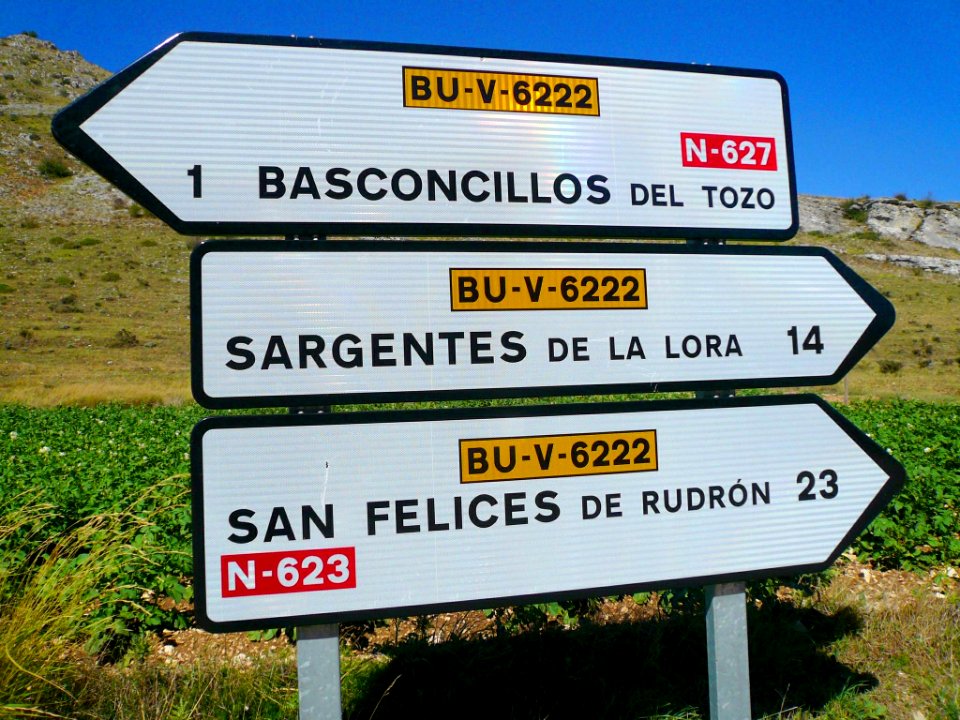 BU-V-6222
N-627
1 BASCONCILLOS DEL TOZO
BU-V-6222
SARGENTES DE LA LORA 14
BU-V-6222
SAN FELICES DE RUDRÓN 23
N-623